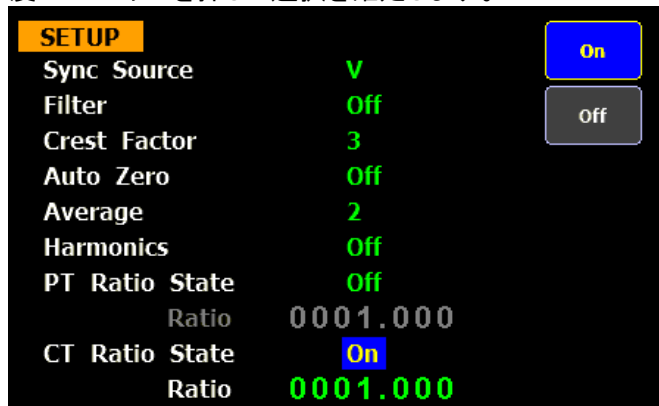 SETUP
Sync Source V
Filter Off
Crest Factor 3
Auto Zero Off
Average 2
Harmonics Off
PT Ratio State Off
Ratio 0001.000
CT Ratio State On
Ratio 0001.000
On
Off